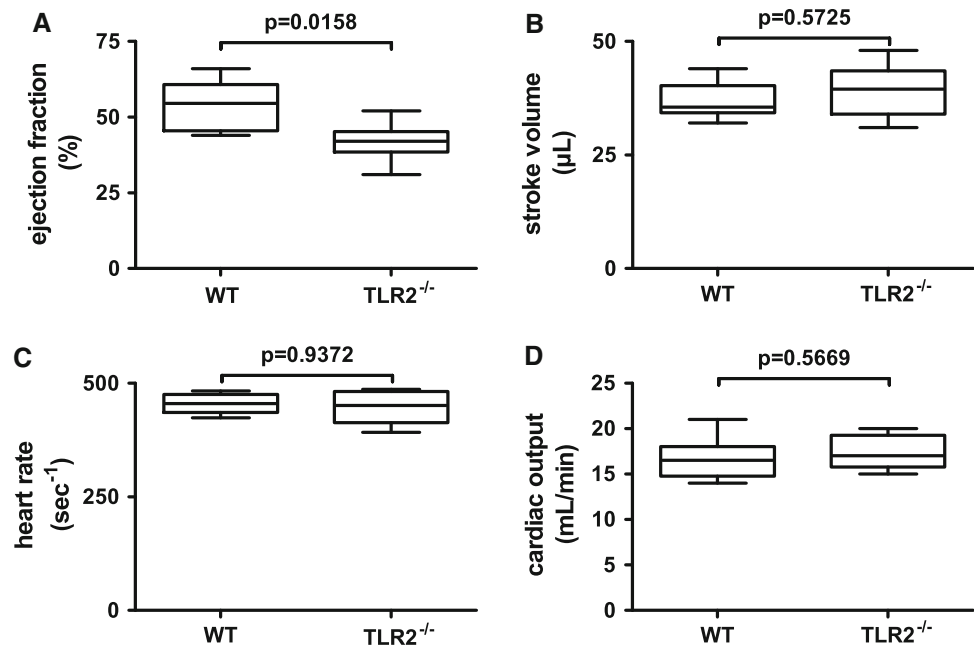 A
p=0.0158
75
50
25
0
ejection fraction
(%)
WT
TLR2-/-
B
p=0.5725
50
25
0
stroke volume
(µL)
WT
TLR2-/-
C
p=0.9372
500
250
0
heart rate
(sec-1)
WT
TLR2-/-
D
p=0.5669
25
20
15
10
5
0
cardiac output
(mL/min)
WT
TLR2-/-